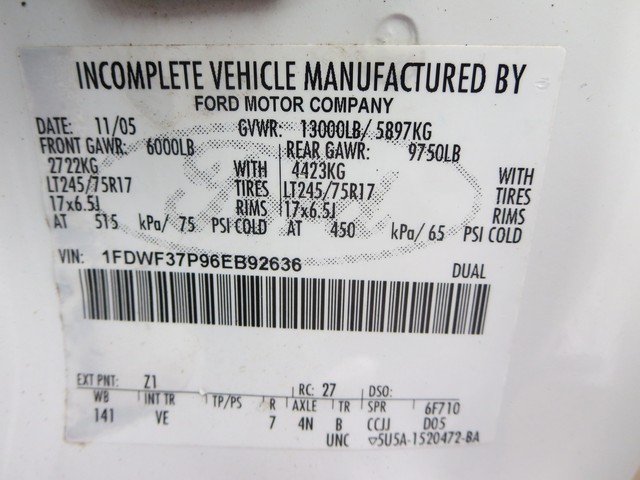 INCOMPLETE VEHICLE MANUFACTURED BY
FORD MOTOR COMPANY
DATE: 11/05 GVWR: 13000LB/ 5897KG
FRONT GAWR: 6000LB REAR GAWR: 9750LB
2722KG WITH 4423KG WITH
LT245/75R17 TIRES LT245/75R17 TIRES
17x6.5J RIMS 17x6.5J RIMS
AT 515 kPa/ 75 PSI COLD AT 450 kPa/ 65 PSI COLD
VIN: 1FDWF37P96EB92636 DUAL
EXT PNT: Z1 RC: 27 DSO:
WB INT TR TP/PS R AXLE TR SPR 6F710
141 VE 7 4N B CCJJ D05
UNC ▽5U5A-1520472-BA